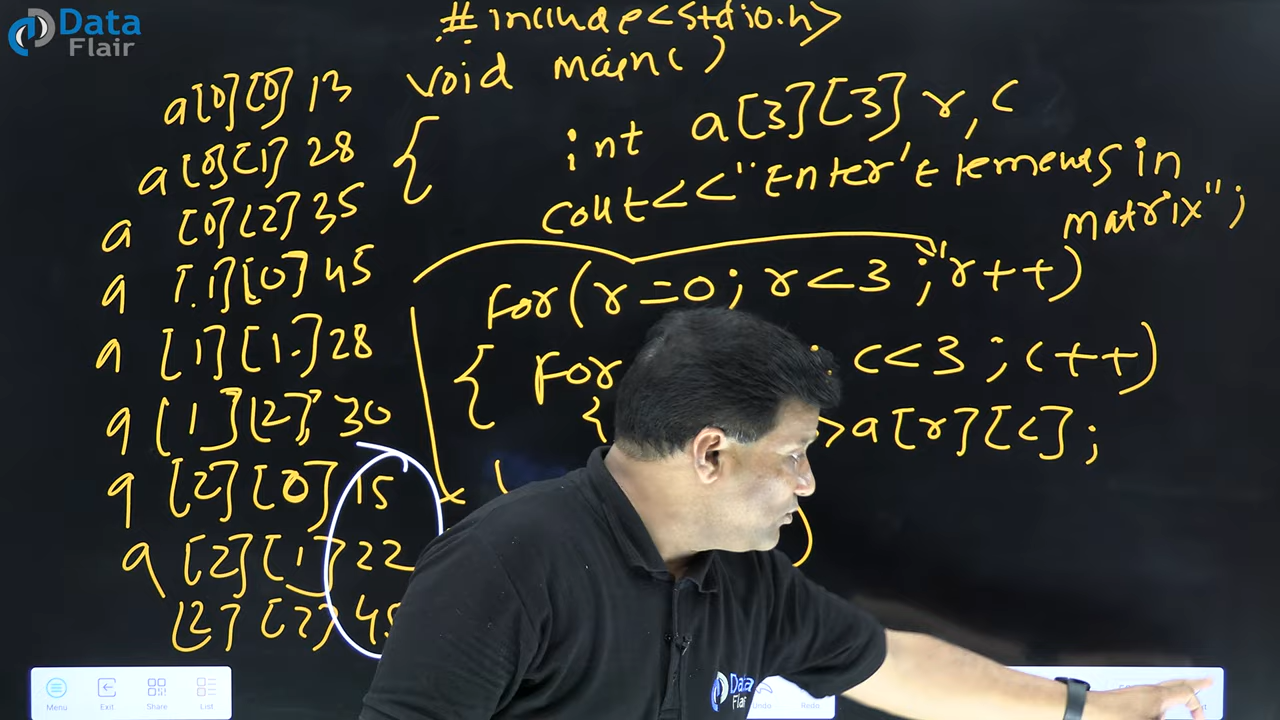 Data
Flair
#include<stdio.h>
void main()
{
int a[3][3] r,c
cout<<"Enter Elements in
matrix";
for(r=0; r<3; r++)
{ for ; c<3; c++)
{ >a[r][c];
a[0][0] 13
a[0][1] 28
a [0][2] 35
a [1][0] 45
a [1][1] 28
a [1][2] 30
a [2][0] 15
a [2][1] 22
[2] [2]
Menu
Exit
Share
List
Undo
Redo
Data
Flair